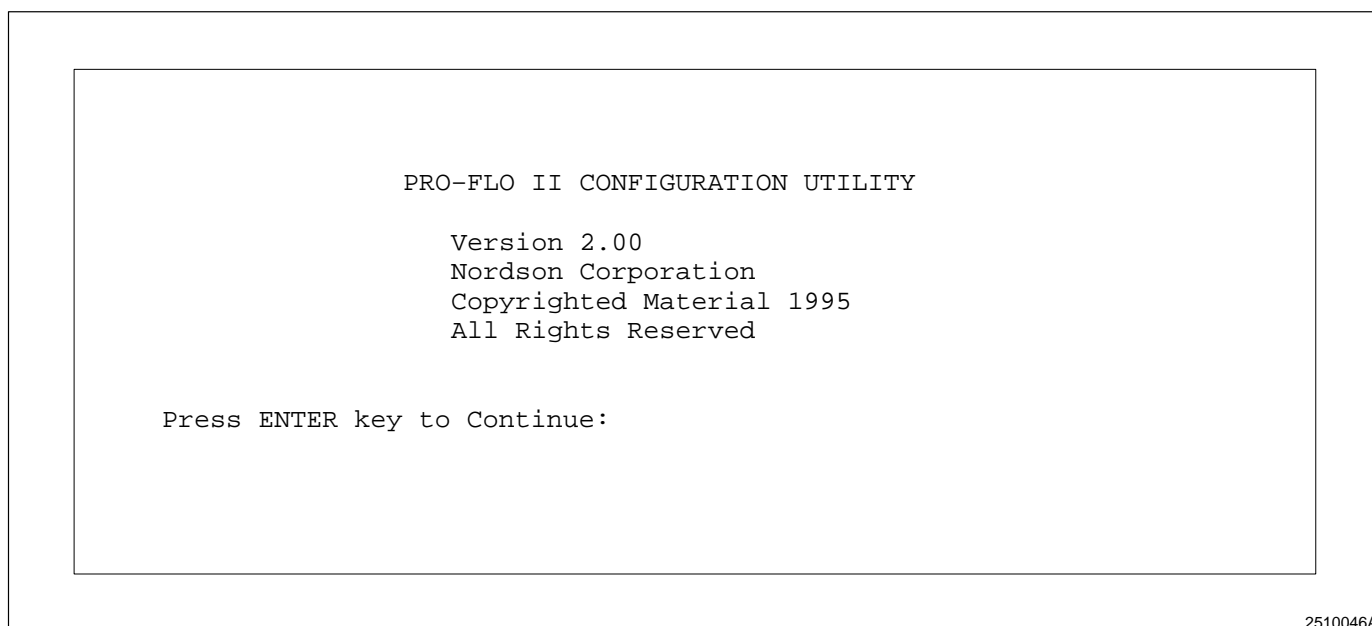 PRO–FLO II CONFIGURATION UTILITY
Version 2.00
Nordson Corporation
Copyrighted Material 1995
All Rights Reserved
Press ENTER key to Continue:
2510046A